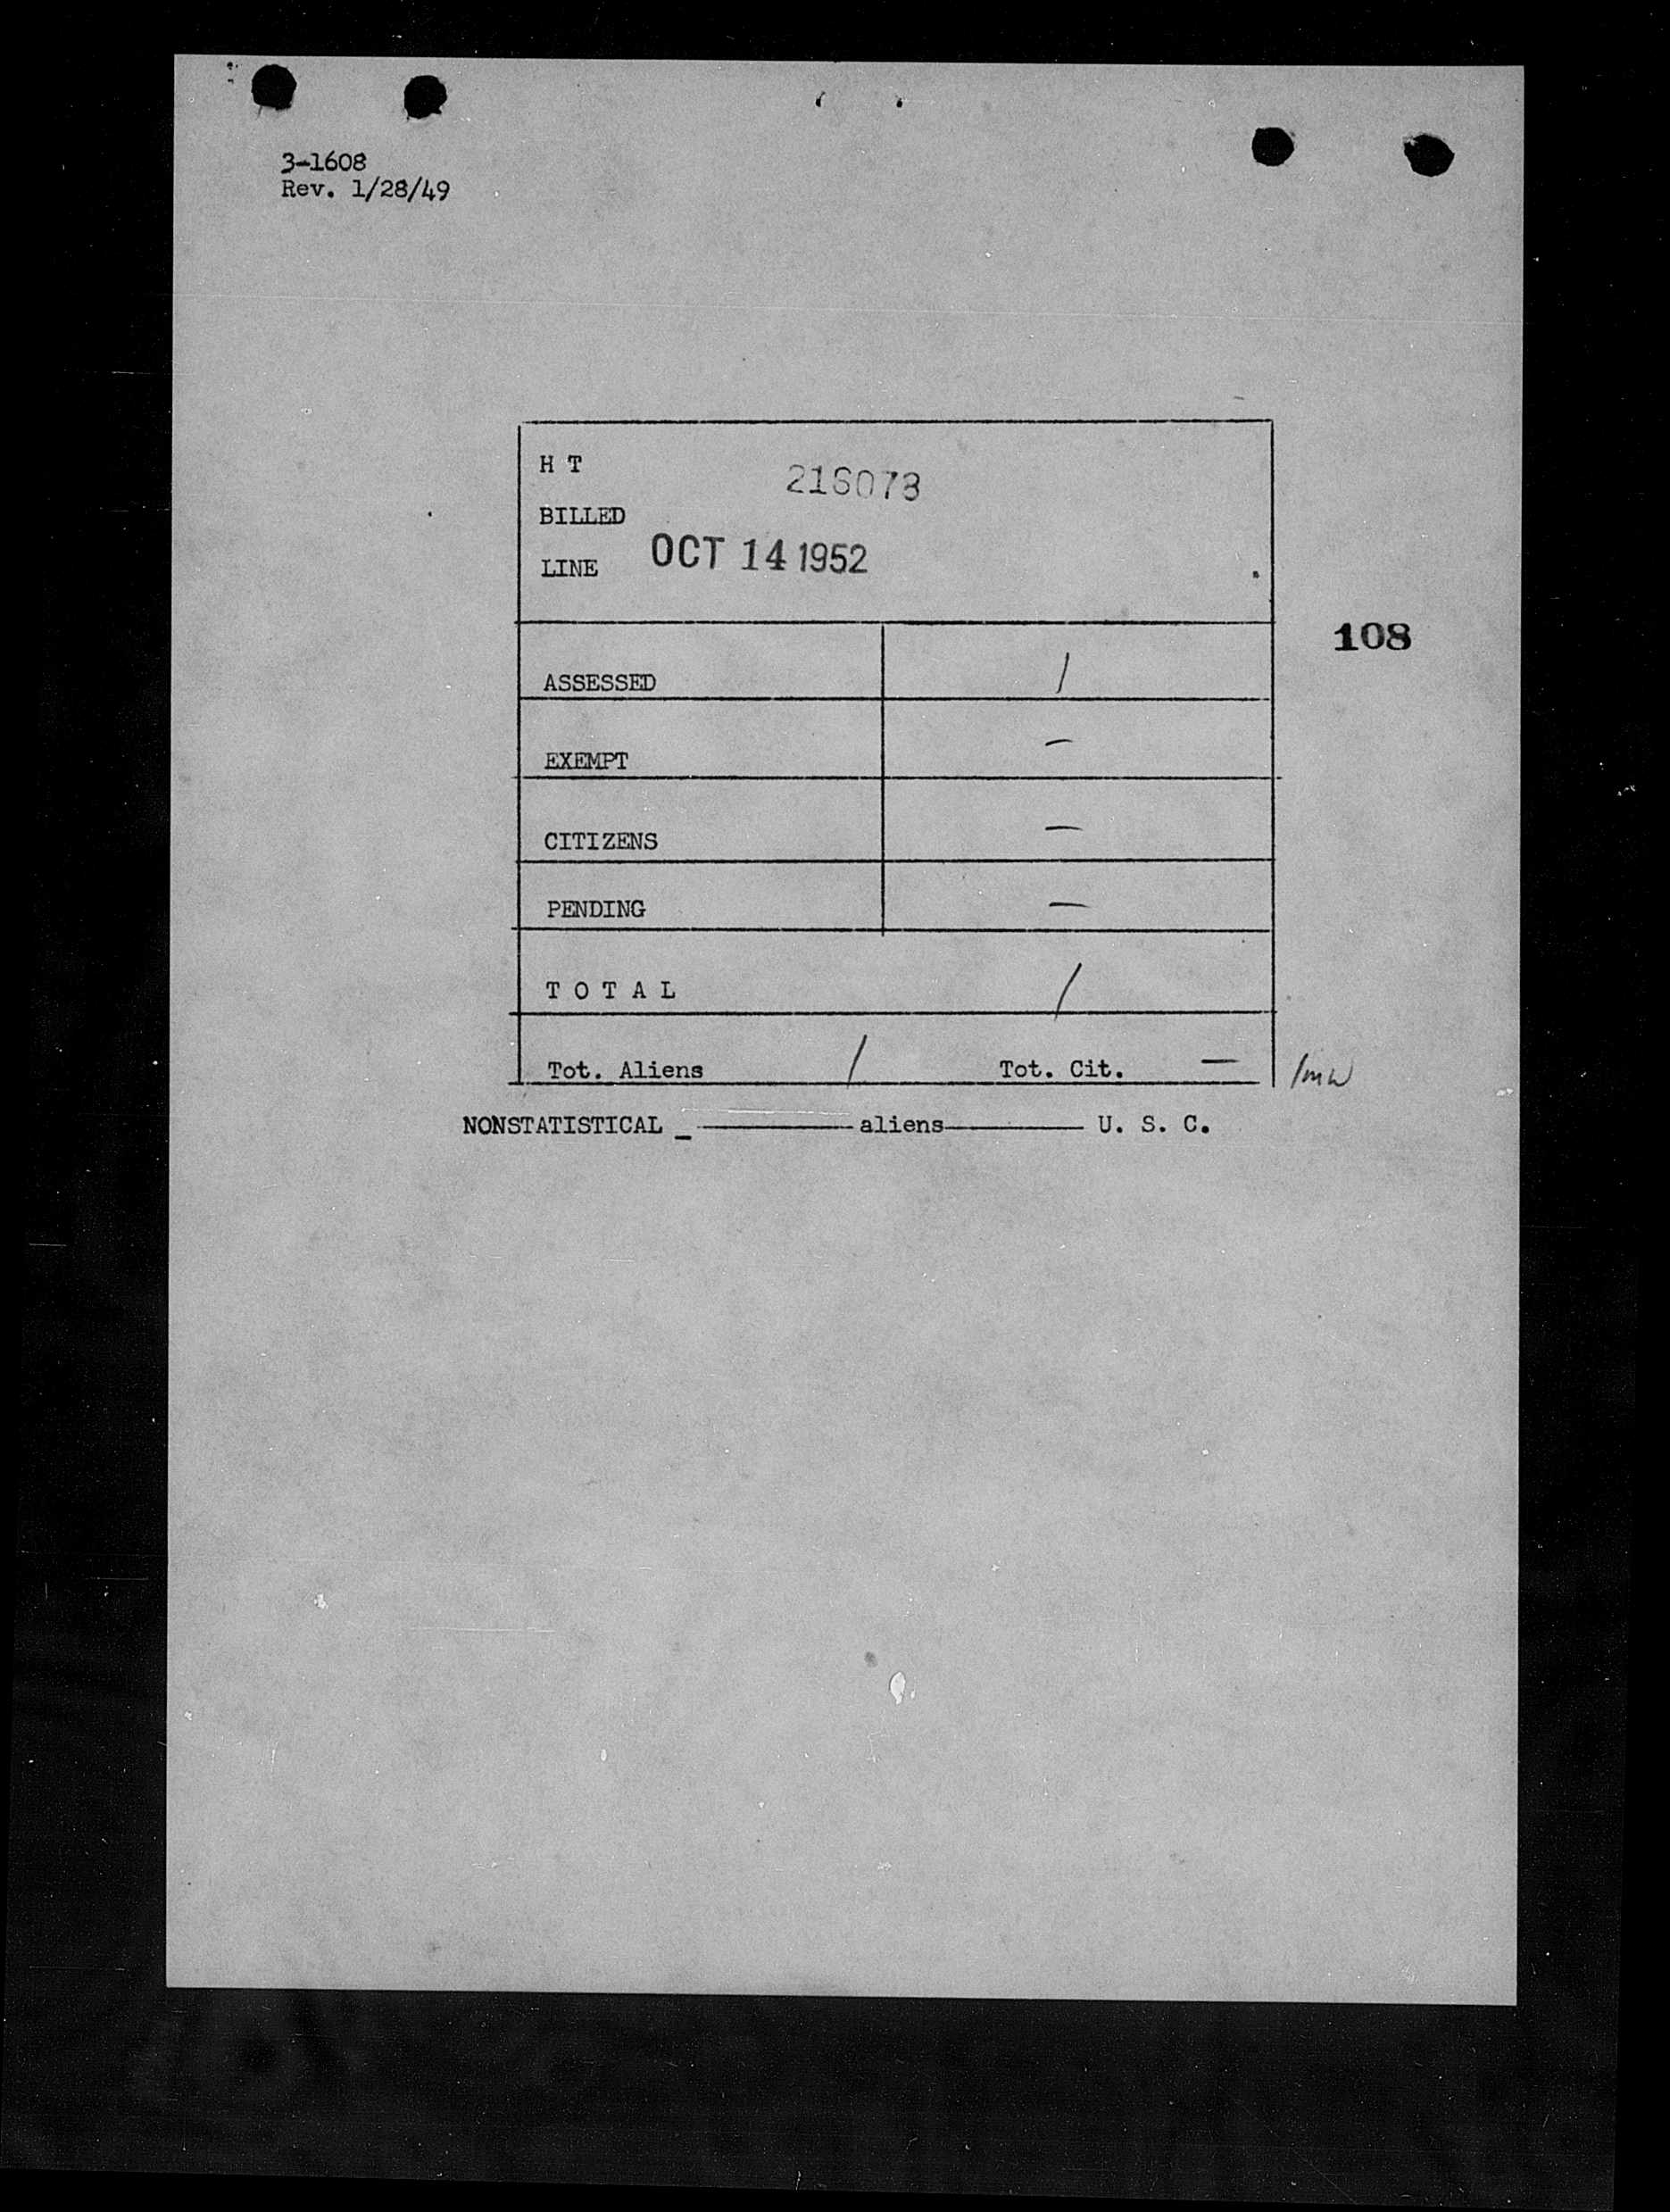 3-1608
Rev. 1/28/49
H T
216073
BILLED
LINE OCT 14 1952
108
ASSESSED /
EXEMPT —
CITIZENS —
PENDING —
T O T A L /
Tot. Aliens / Tot. Cit. —
NONSTATISTICAL _ aliens U. S. C.